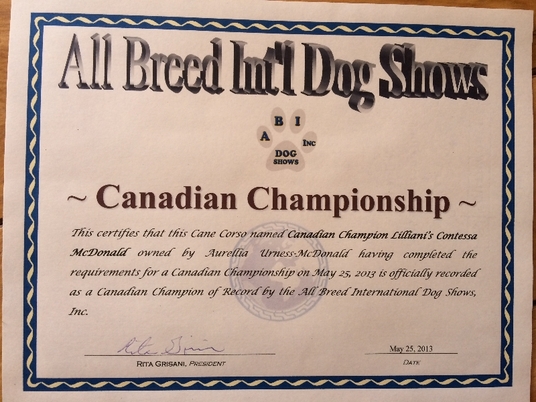 All Breed Int'l Dog Shows
A B I Inc
DOG
SHOWS
~ Canadian Championship ~
This certifies that this Cane Corso named Canadian Champion Lilliani's Contessa
McDonald owned by Aurellia Urness-McDonald having completed the
requirements for a Canadian Championship on May 25, 2013 is officially recorded
as a Canadian Champion of Record by the All Breed International Dog Shows,
Inc.
Rita Grisani May 25, 2013
RITA GRISANI, PRESIDENT DATE